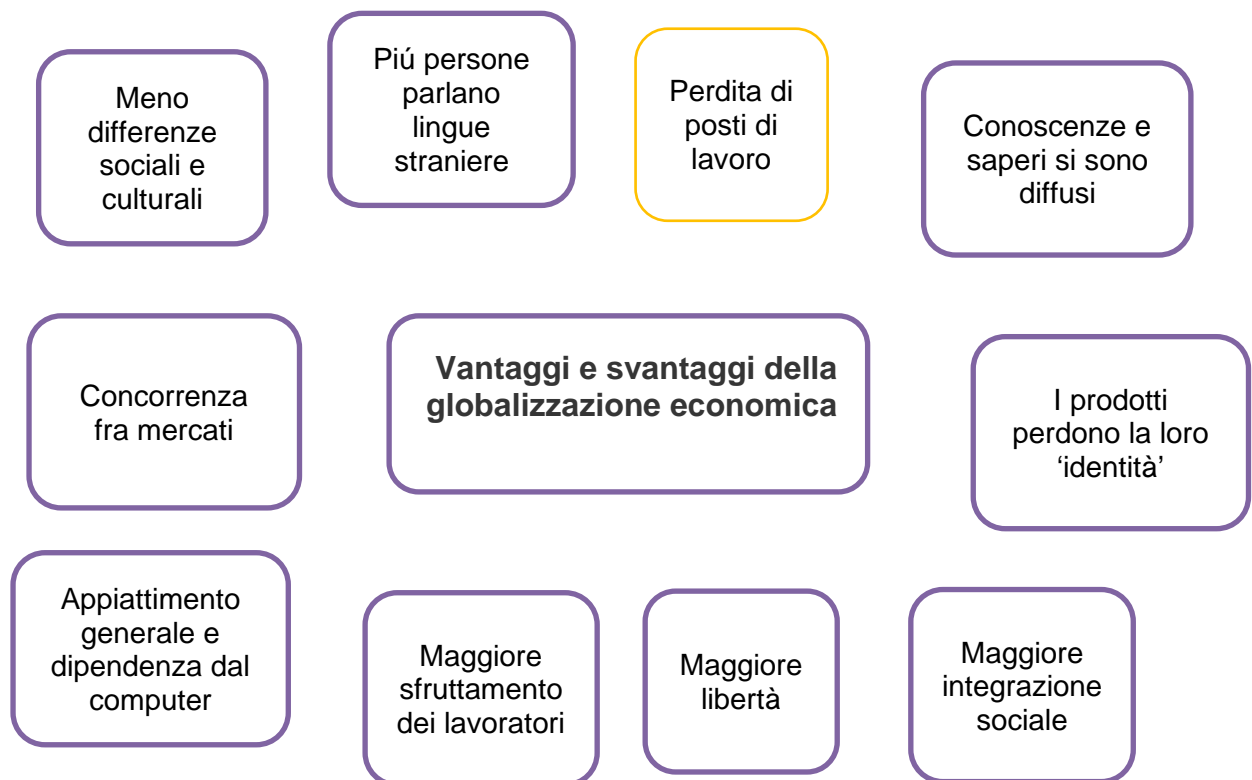 Meno
differenze
sociali e
culturali
Piú persone
parlano
lingue
straniere
Perdita di
posti di
lavoro
Conoscenze e
saperi si sono
diffusi
Concorrenza
fra mercati
Vantaggi e svantaggi della
globalizzazione economica
I prodotti
perdono la loro
‘identità’
Appiattimento
generale e
dipendenza dal
computer
Maggiore
sfruttamento
dei lavoratori
Maggiore
libertà
Maggiore
integrazione
sociale